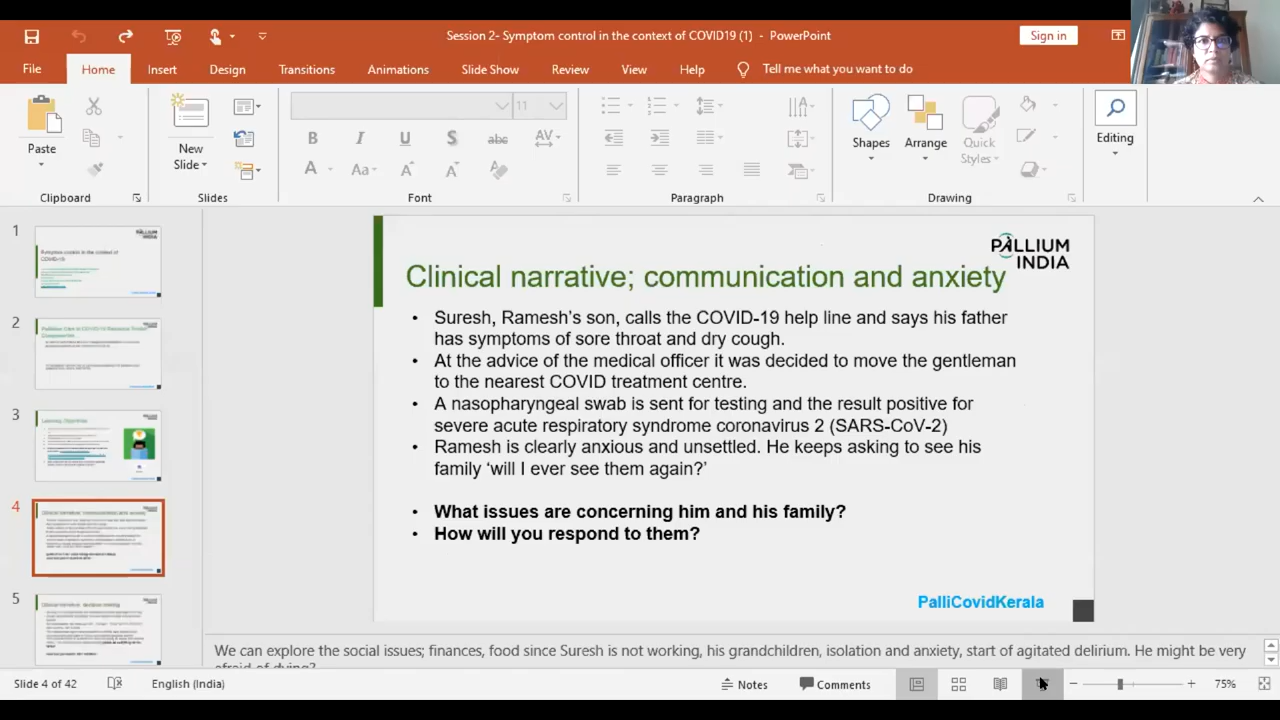 Session 2- Symptom control in the context of COVID19 (1) - PowerPoint
Sign in
File Home Insert Design Transitions Animations Slide Show Review View Help Tell me what you want to do
11
Paste
New Slide
Shapes
Arrange
Quick Styles
Editing
Clipboard Slides Font Paragraph Drawing
1
2
3
4
5
PALLIUM
INDIA
Clinical narrative; communication and anxiety
• Suresh, Ramesh's son, calls the COVID-19 help line and says his father
has symptoms of sore throat and dry cough.
• At the advice of the medical officer it was decided to move the gentleman
to the nearest COVID treatment centre.
• A nasopharyngeal swab is sent for testing and the result positive for
severe acute respiratory syndrome coronavirus 2 (SARS-CoV-2)
• Ramesh is clearly anxious and unsettled. He keeps asking to see his
family 'will I ever see them again?'
• What issues are concerning him and his family?
• How will you respond to them?
PalliCovidKerala
We can explore the social issues; finances, food since Suresh is not working, his grandchildren, isolation and anxiety, start of agitated delirium. He might be very
afraid of dying?
Slide 4 of 42 English (India) Notes Comments 75%